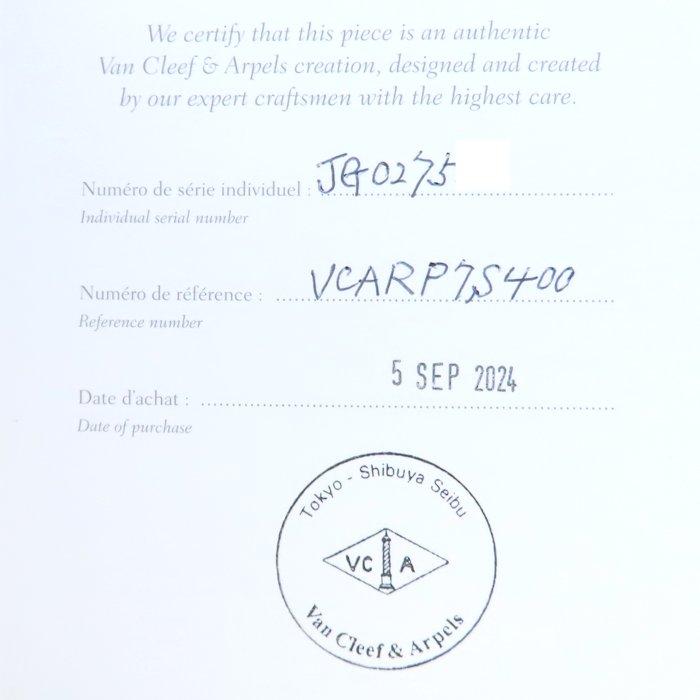 We certify that this piece is an authentic
Van Cleef & Arpels creation, designed and created
by our expert craftsmen with the highest care.
Numéro de série individuel : JG0275
Individual serial number
Numéro de référence : VCARP7S400
Reference number
5 SEP 2024
Date d'achat :
Date of purchase
Tokyo - Shibuya Seibu
VC A
Van Cleef & Arpels